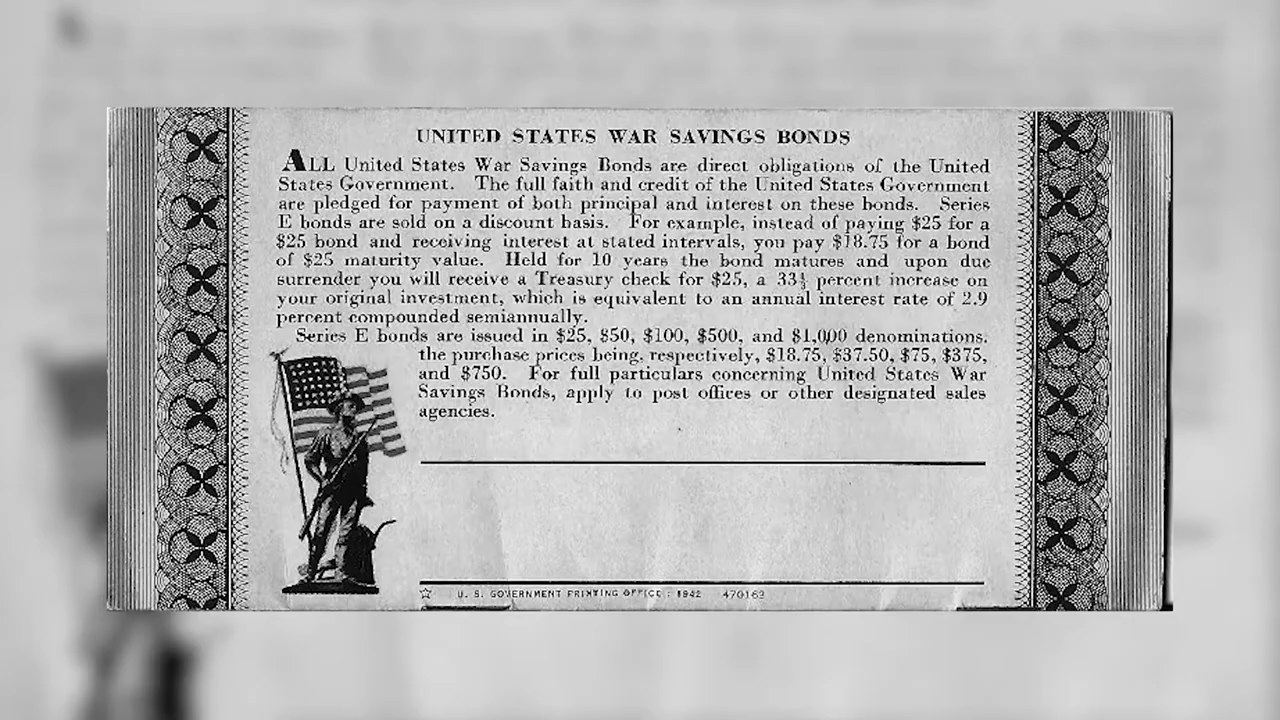 UNITED STATES WAR SAVINGS BONDS
ALL United States War Savings Bonds are direct obligations of the United
States Government. The full faith and credit of the United States Government
are pledged for payment of both principal and interest on these bonds. Series
E bonds are sold on a discount basis. For example, instead of paying $25 for a
$25 bond and receiving interest at stated intervals, you pay $18.75 for a bond
of $25 maturity value. Held for 10 years the bond matures and upon due
surrender you will receive a Treasury check for $25, a 33⅓ percent increase on
your original investment, which is equivalent to an annual interest rate of 2.9
percent compounded semiannually.
Series E bonds are issued in $25, $50, $100, $500, and $1,000 denominations,
the purchase prices being, respectively, $18.75, $37.50, $75, $375,
and $750. For full particulars concerning United States War
Savings Bonds, apply to post offices or other designated sales
agencies.
U. S. GOVERNMENT PRINTING OFFICE : 1942 470163